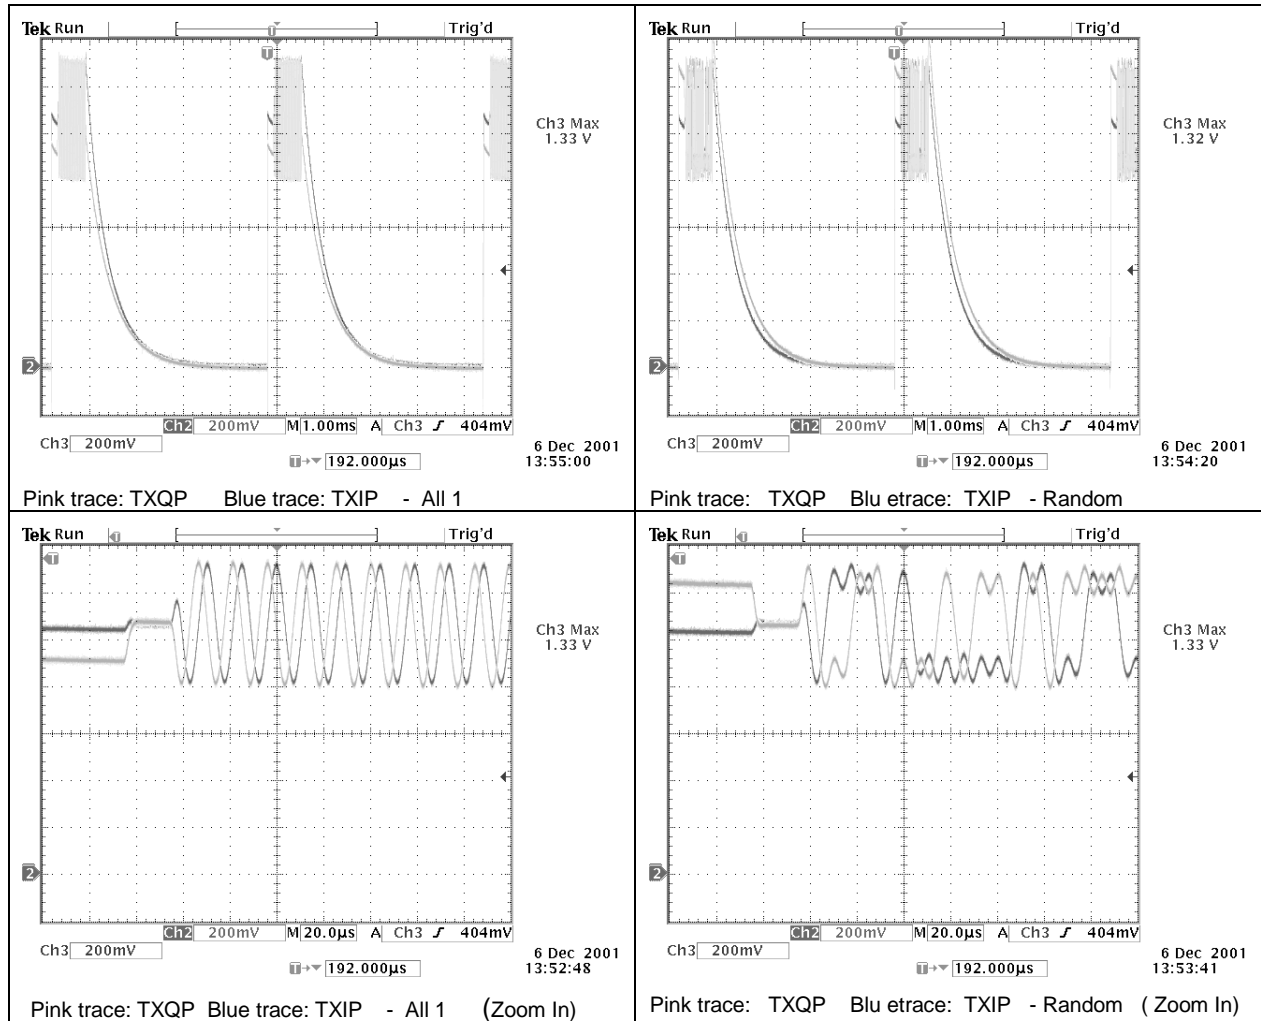 Tek Run Trig'd
T
T
Ch3 Max
1.33 V
2
Ch2 200mV M 1.00ms A Ch3 404mV
Ch3 200mV
6 Dec 2001
13:55:00
T 192.000µs
Pink trace: TXQP Blue trace: TXIP - All 1
Tek Run Trig'd
T
T
Ch3 Max
1.32 V
2
Ch2 200mV M 1.00ms A Ch3 404mV
Ch3 200mV
6 Dec 2001
13:54:20
T 192.000µs
Pink trace: TXQP Blu etrace: TXIP - Random
Tek Run Trig'd
T
T
Ch3 Max
1.33 V
2
Ch2 200mV M 20.0µs A Ch3 404mV
Ch3 200mV
6 Dec 2001
13:52:48
T 192.000µs
Pink trace: TXQP Blue trace: TXIP - All 1 (Zoom In)
Tek Run Trig'd
T
T
Ch3 Max
1.33 V
2
Ch2 200mV M 20.0µs A Ch3 404mV
Ch3 200mV
6 Dec 2001
13:53:41
T 192.000µs
Pink trace: TXQP Blu etrace: TXIP - Random ( Zoom In)